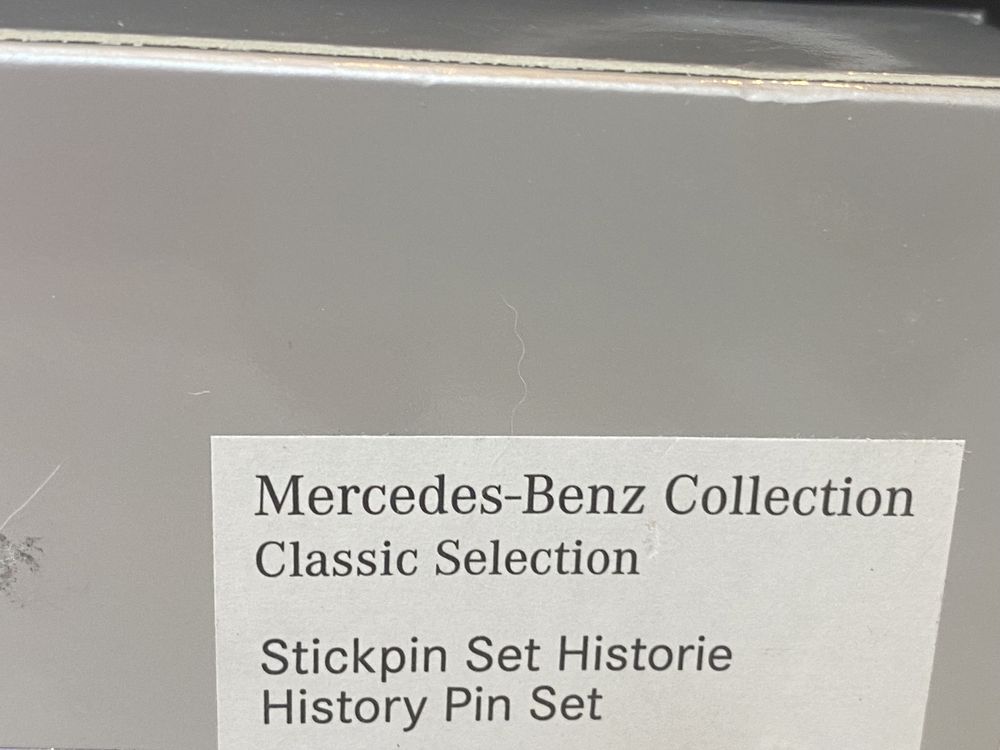 Mercedes-Benz Collection
Classic Selection
Stickpin Set Historie
History Pin Set